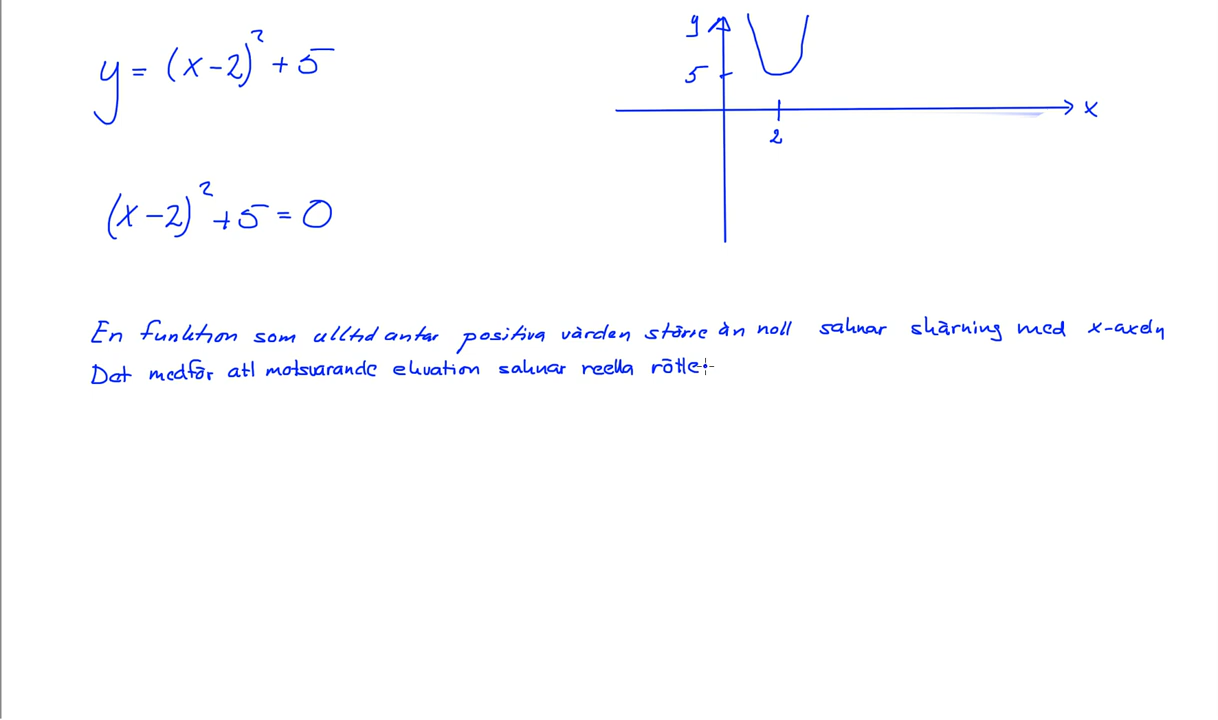 y = (x-2)² + 5
y
5
x
2
(x-2)² + 5 = 0
En funktion som alltid antar positiva värden större än noll saknar skärning med x-axeln
Det medför att motsvarande ekvation saknar reella rötte